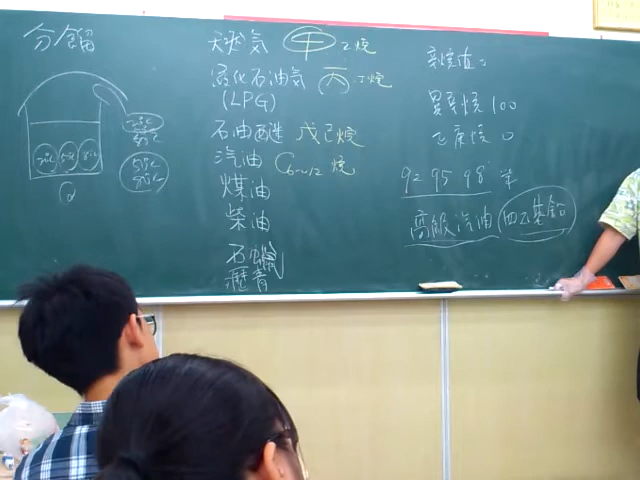 分餾
天然气 甲 乙烷
液化石油氣 丙 丁烷
(LPG)
石油醚 戊己烷
汽油 C6~12 烷
煤油
柴油
石蠟
瀝青
辛烷值:
異辛烷 100
正庚烷 0
92 95 98
高級汽油 四乙基鉛